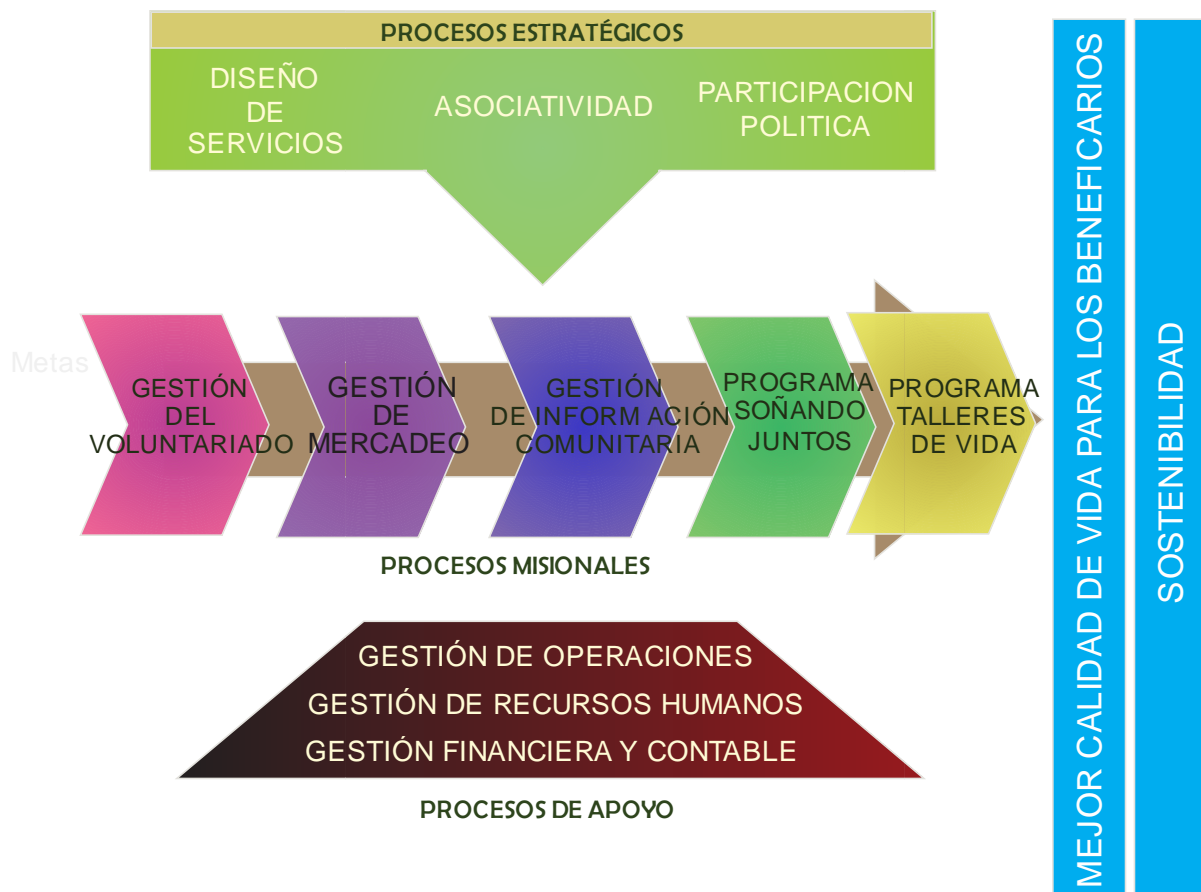 PROCESOS ESTRATÉGICOS
DISEÑO
DE
SERVICIOS
ASOCIATIVIDAD
PARTICIPACION
POLITICA
Metas
GESTIÓN
DEL
VOLUNTARIADO
GESTIÓN
DE
MERCADEO
GESTIÓN
DE INFORMACIÓN
COMUNITARIA
PROGRAMA
SOÑANDO
JUNTOS
PROGRAMA
TALLERES
DE VIDA
PROCESOS MISIONALES
GESTIÓN DE OPERACIONES
GESTIÓN DE RECURSOS HUMANOS
GESTIÓN FINANCIERA Y CONTABLE
PROCESOS DE APOYO
MEJOR CALIDAD DE VIDA PARA LOS BENEFICARIOS
SOSTENIBILIDAD